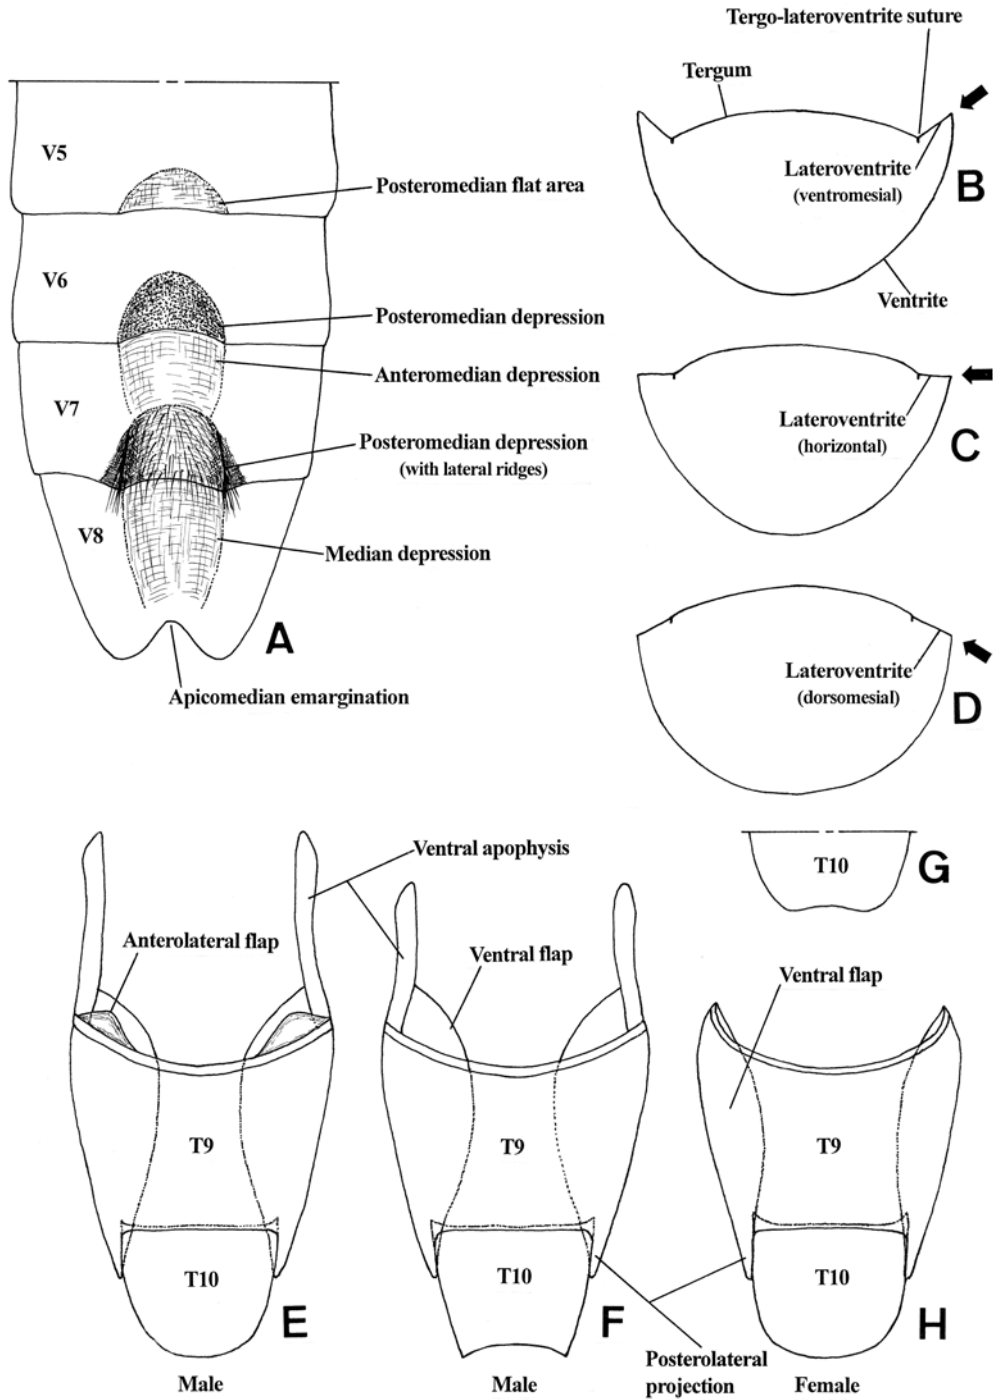 V5
Posteromedian flat area
V6
Posteromedian depression
Anteromedian depression
V7
Posteromedian depression
(with lateral ridges)
V8
Median depression
A
Apicomedian emargination
Tergo-lateroventrite suture
Tergum
Lateroventrite
(ventromesial)
B
Ventrite
Lateroventrite
(horizontal)
C
Lateroventrite
(dorsomesial)
D
T10
G
Ventral apophysis
Anterolateral flap
Ventral flap
Ventral flap
T9
T9
T9
T10
T10
T10
E
F
H
Posterolateral
projection
Male
Male
Female